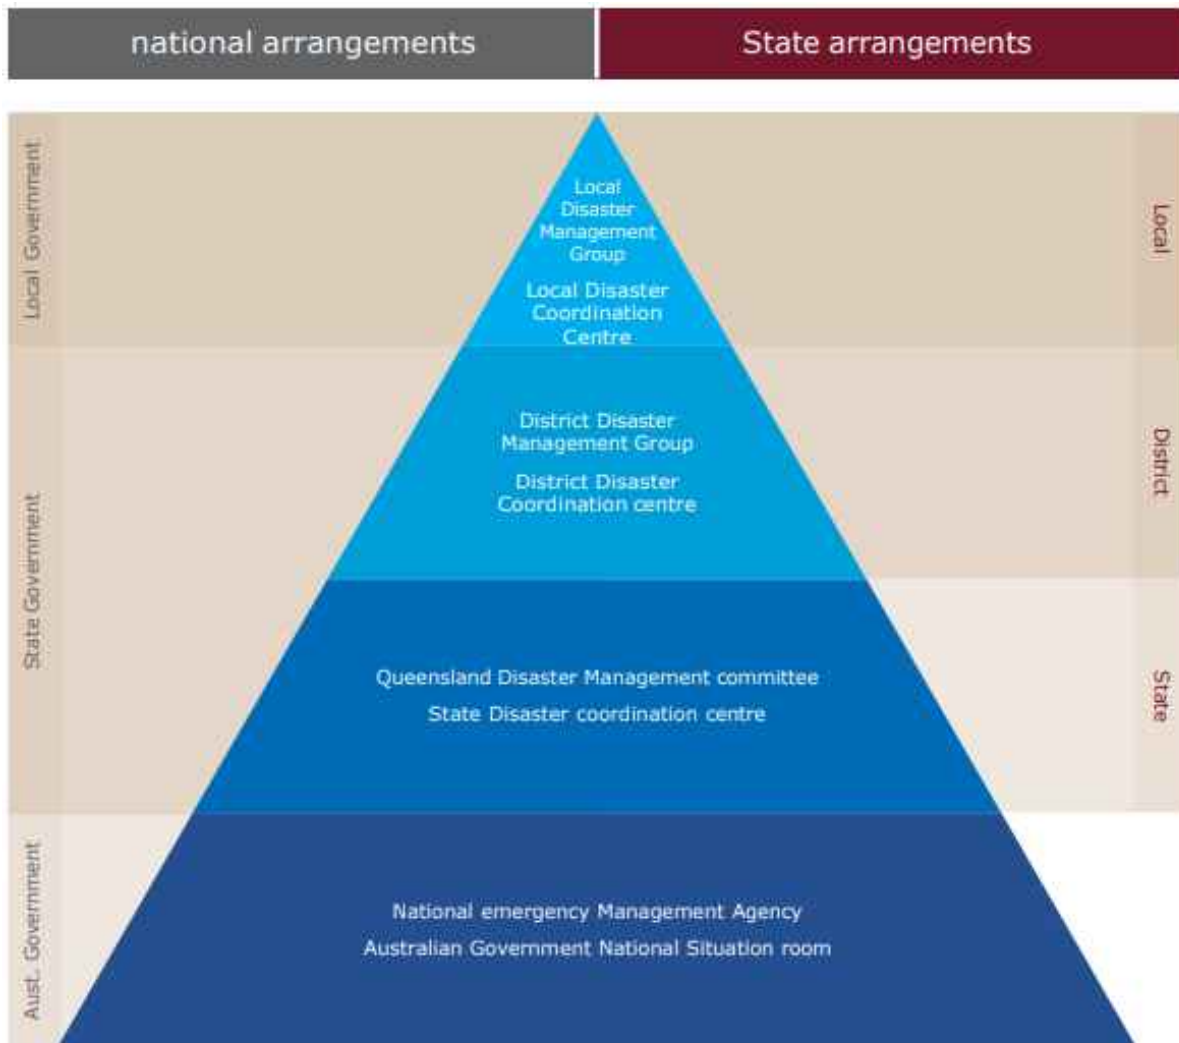 national arrangements
State arrangements
Local Government
Local
Disaster
Management
Group
Local Disaster
Coordination
Centre
Local
State Government
District Disaster
Management Group
District Disaster
Coordination centre
District
Queensland Disaster Management committee
State Disaster coordination centre
State
Aust. Government
National emergency Management Agency
Australian Government National Situation room